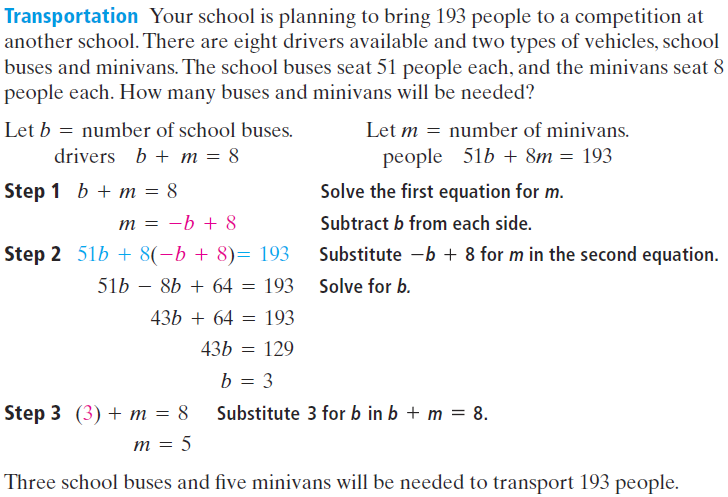 Transportation Your school is planning to bring 193 people to a competition at
another school. There are eight drivers available and two types of vehicles, school
buses and minivans. The school buses seat 51 people each, and the minivans seat 8
people each. How many buses and minivans will be needed?
Let b = number of school buses. Let m = number of minivans.
drivers b + m = 8 people 51b + 8m = 193
Step 1 b + m = 8 Solve the first equation for m.
m = −b + 8 Subtract b from each side.
Step 2 51b + 8(−b + 8)= 193 Substitute −b + 8 for m in the second equation.
51b − 8b + 64 = 193 Solve for b.
43b + 64 = 193
43b = 129
b = 3
Step 3 (3) + m = 8 Substitute 3 for b in b + m = 8.
m = 5
Three school buses and five minivans will be needed to transport 193 people.